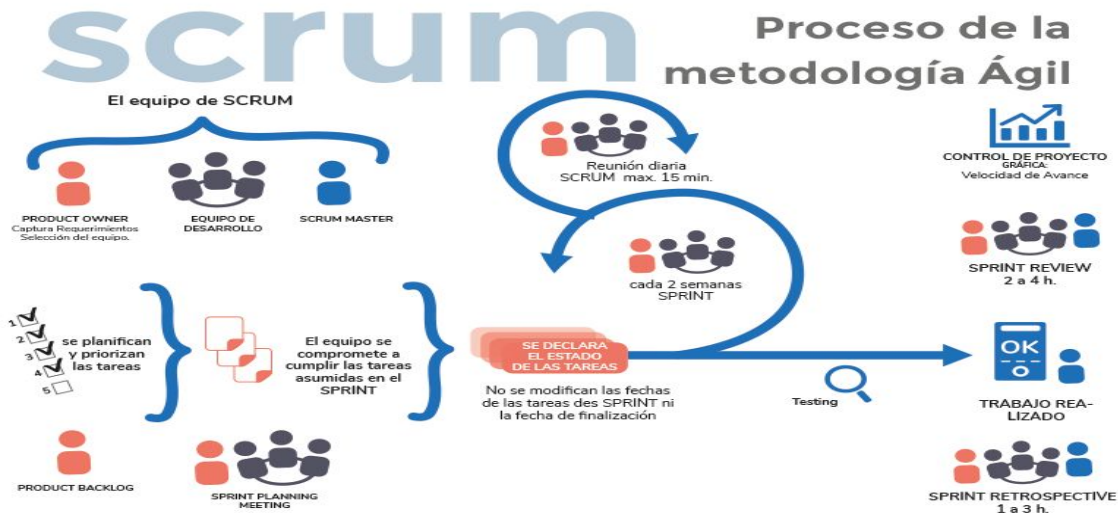 scrum
Proceso de la
metodología Ágil
El equipo de SCRUM
PRODUCT OWNER
Captura Requerimientos
Selección del equipo.
EQUIPO DE
DESARROLLO
SCRUM MASTER
Reunión diaria
SCRUM max. 15 min.
cada 2 semanas
SPRINT
CONTROL DE PROYECTO
GRÁFICA:
Velocidad de Avance
SPRINT REVIEW
2 a 4 h.
1
2
3
4
5
se planifican
y priorizan
las tareas
El equipo se
compromete a
cumplir las tareas
asumidas en el
SPRINT
SE DECLARA
EL ESTADO
DE LAS TAREAS
No se modifican las fechas
de las tareas des SPRINT ni
la fecha de finalización
Testing
OK
TRABAJO REA-
LIZADO
PRODUCT BACKLOG
SPRINT PLANNING
MEETING
SPRINT RETROSPECTIVE
1 a 3 h.